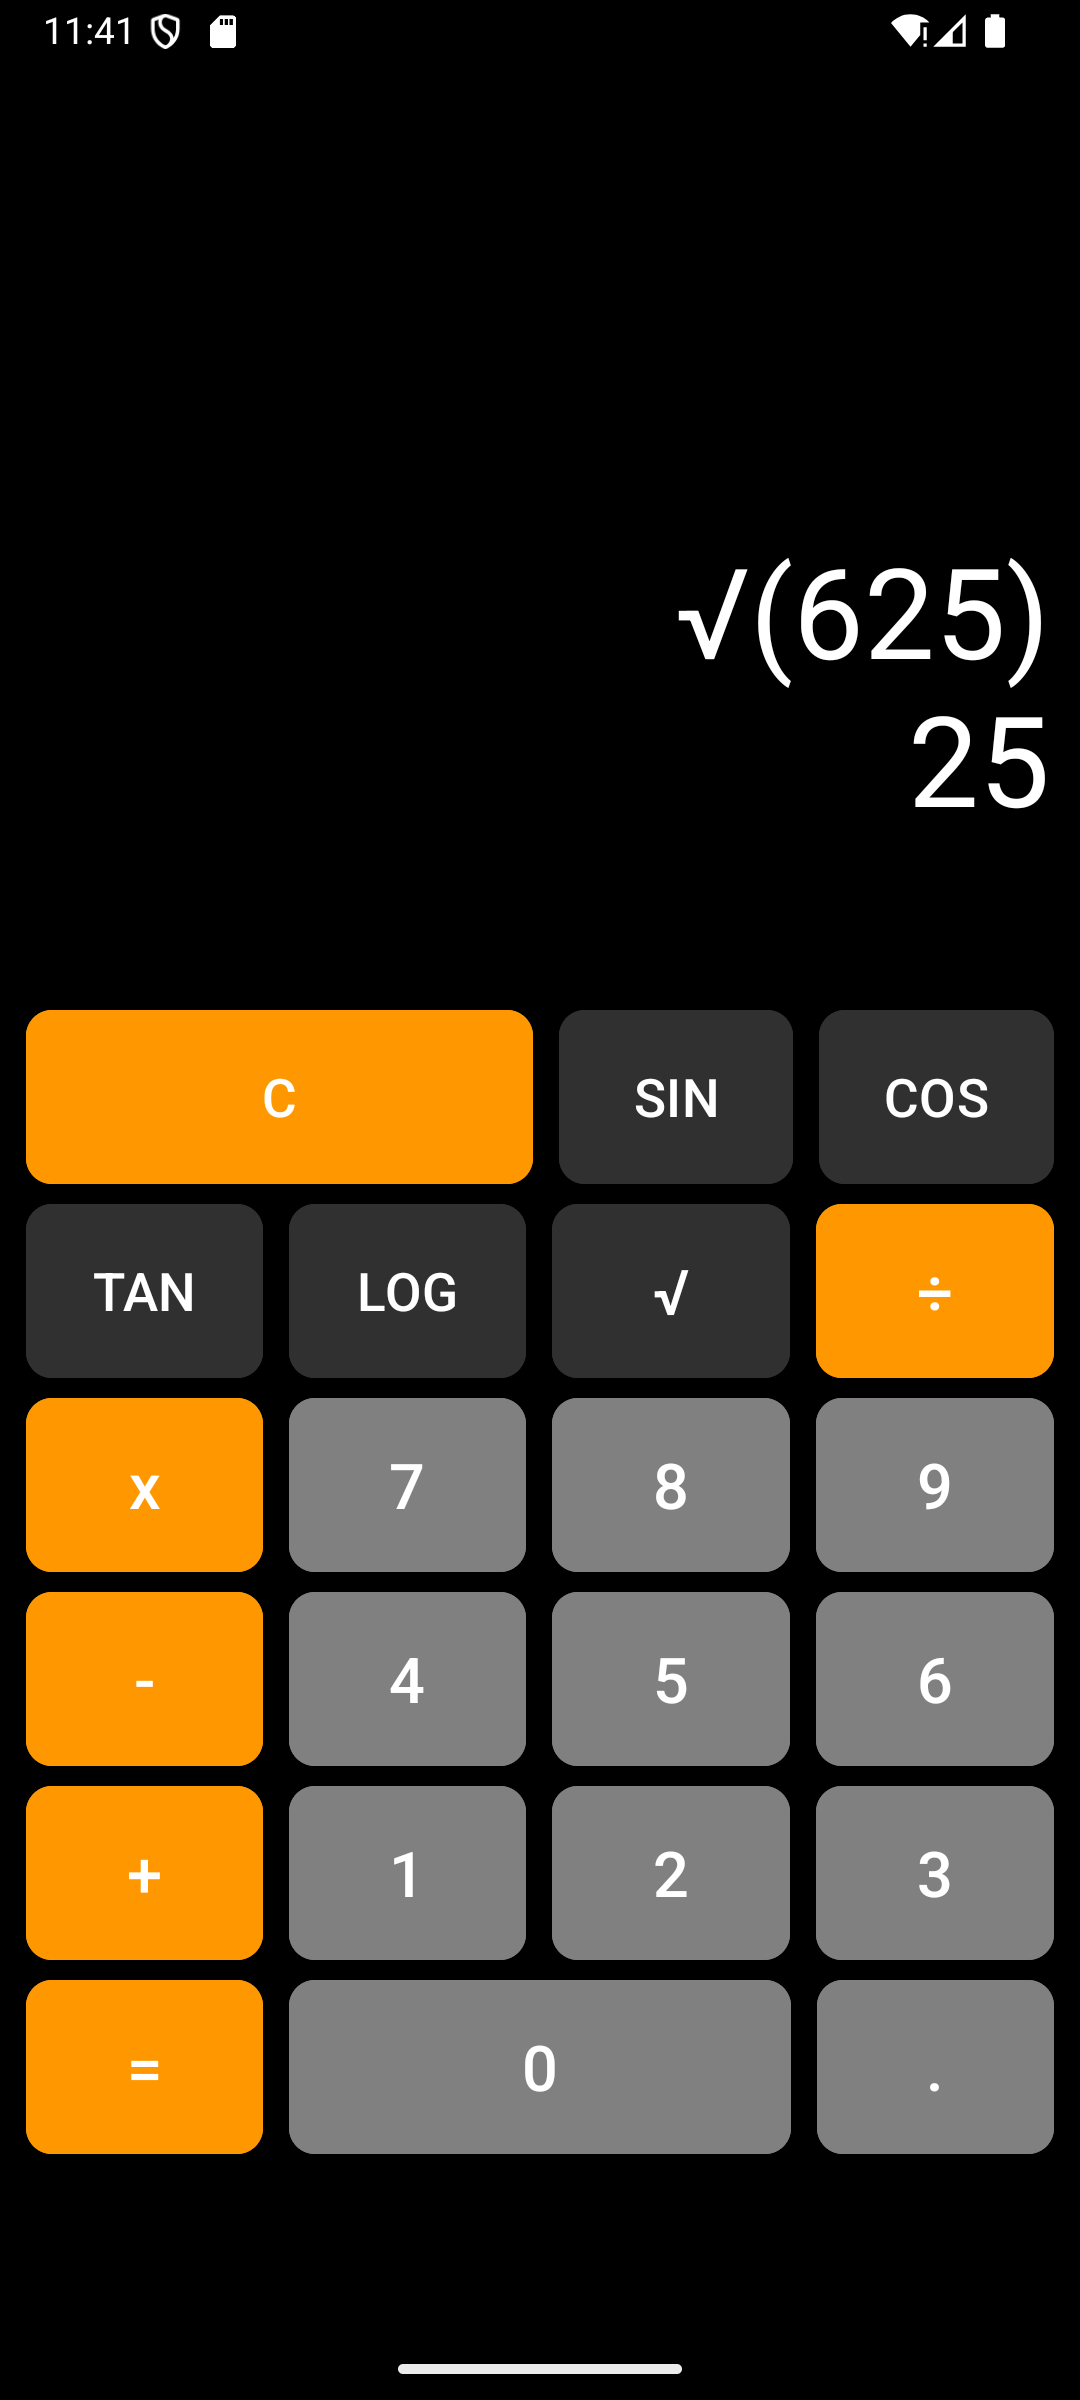 11:41
√(625)
25
C SIN COS
TAN LOG √ ÷
x 7 8 9
- 4 5 6
+ 1 2 3
= 0 .